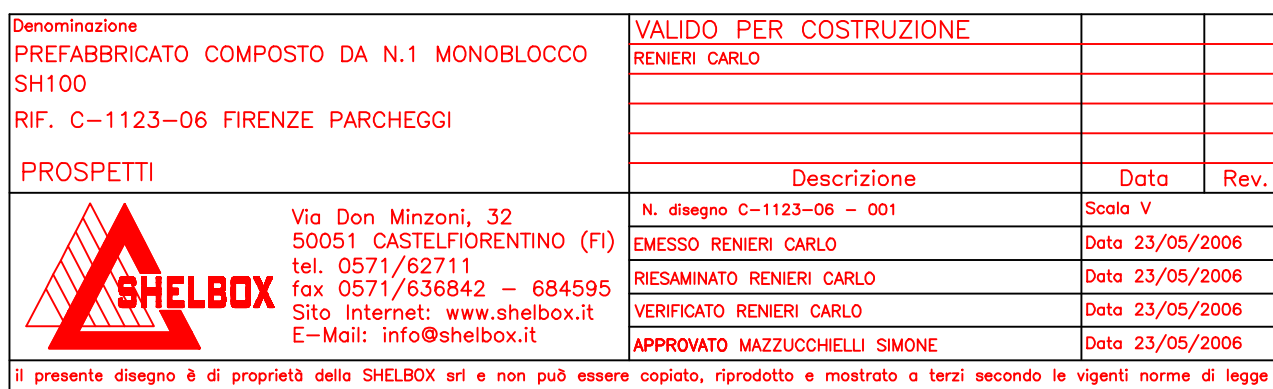 Denominazione
PREFABBRICATO COMPOSTO DA N.1 MONOBLOCCO
SH100
RIF. C-1123-06 FIRENZE PARCHEGGI
PROSPETTI
VALIDO PER COSTRUZIONE
RENIERI CARLO
Descrizione Data Rev.
SHELBOX
Via Don Minzoni, 32
50051 CASTELFIORENTINO (FI)
tel. 0571/62711
fax 0571/636842 - 684595
Sito Internet: www.shelbox.it
E-Mail: info@shelbox.it
N. disegno C-1123-06 - 001 Scala V
EMESSO RENIERI CARLO Data 23/05/2006
RIESAMINATO RENIERI CARLO Data 23/05/2006
VERIFICATO RENIERI CARLO Data 23/05/2006
APPROVATO MAZZUCCHIELLI SIMONE Data 23/05/2006
il presente disegno è di proprietà della SHELBOX srl e non può essere copiato, riprodotto e mostrato a terzi secondo le vigenti norme di legge